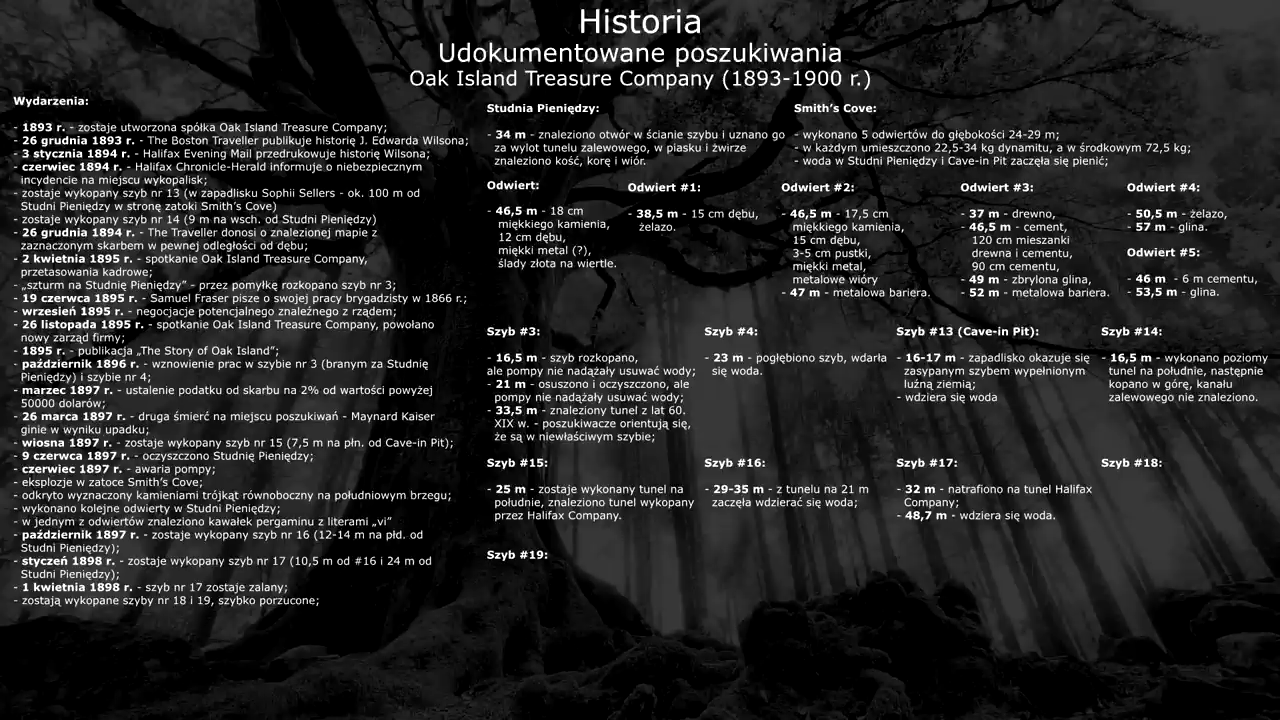 Historia
Udokumentowane poszukiwania
Oak Island Treasure Company (1893-1900 r.)
Wydarzenia:
- 1893 r. - zostaje utworzona spółka Oak Island Treasure Company;
- 26 grudnia 1893 r. - The Boston Traveller publikuje historię J. Edwarda Wilsona;
- 3 stycznia 1894 r. - Halifax Evening Mail przedrukowuje historię Wilsona;
- czerwiec 1894 r. - Halifax Chronicle-Herald informuje o niebezpiecznym
incydencie na miejscu wykopalisk;
- zostaje wykopany szyb nr 13 (w zapadlisku Sophii Sellers - ok. 100 m od
Studni Pieniędzy w stronę zatoki Smith’s Cove)
- zostaje wykopany szyb nr 14 (9 m na wsch. od Studni Pieniędzy)
- 26 grudnia 1894 r. - The Traveller donosi o znalezionej mapie z
zaznaczonym skarbem w pewnej odległości od dębu;
- 2 kwietnia 1895 r. - spotkanie Oak Island Treasure Company,
przetasowania kadrowe;
- „szturm na Studnię Pieniędzy” - przez pomyłkę rozkopano szyb nr 3;
- 19 czerwca 1895 r. - Samuel Fraser pisze o swojej pracy brygadzisty w 1866 r.;
- wrzesień 1895 r. - negocjacje potencjalnego znaleźnego z rządem;
- 26 listopada 1895 r. - spotkanie Oak Island Treasure Company, powołano
nowy zarząd firmy;
- 1895 r. - publikacja „The Story of Oak Island”;
- październik 1896 r. - wznowienie prac w szybie nr 3 (branym za Studnię
Pieniędzy) i szybie nr 4;
- marzec 1897 r. - ustalenie podatku od skarbu na 2% od wartości powyżej
50000 dolarów;
- 26 marca 1897 r. - druga śmierć na miejscu poszukiwań - Maynard Kaiser
ginie w wyniku upadku;
- wiosna 1897 r. - zostaje wykopany szyb nr 15 (7,5 m na płn. od Cave-in Pit);
- 9 czerwca 1897 r. - oczyszczono Studnię Pieniędzy;
- czerwiec 1897 r. - awaria pompy;
- eksplozje w zatoce Smith’s Cove;
- odkryto wyznaczony kamieniami trójkąt równoboczny na południowym brzegu;
- wykonano kolejne odwierty w Studni Pieniędzy;
- w jednym z odwiertów znaleziono kawałek pergaminu z literami „vi”
- październik 1897 r. - zostaje wykopany szyb nr 16 (12-14 m na płd. od
Studni Pieniędzy);
- styczeń 1898 r. - zostaje wykopany szyb nr 17 (10,5 m od #16 i 24 m od
Studni Pieniędzy);
- 1 kwietnia 1898 r. - szyb nr 17 zostaje zalany;
- zostają wykopane szyby nr 18 i 19, szybko porzucone;
Studnia Pieniędzy:
- 34 m - znaleziono otwór w ścianie szybu i uznano go
za wylot tunelu zalewowego, w piasku i żwirze
znaleziono kość, korę i wiór.
Smith’s Cove:
- wykonano 5 odwiertów do głębokości 24-29 m;
- w każdym umieszczono 22,5-34 kg dynamitu, a w środkowym 72,5 kg;
- woda w Studni Pieniędzy i Cave-in Pit zaczęła się pienić;
Odwiert:
- 46,5 m - 18 cm
miękkiego kamienia,
12 cm dębu,
miękki metal (?),
ślady złota na wiertle.
Odwiert #1:
- 38,5 m - 15 cm dębu,
żelazo.
Odwiert #2:
- 46,5 m - 17,5 cm
miękkiego kamienia,
15 cm dębu,
3-5 cm pustki,
miękki metal,
metalowe wióry
- 47 m - metalowa bariera.
Odwiert #3:
- 37 m - drewno,
- 46,5 m - cement,
120 cm mieszanki
drewna i cementu,
90 cm cementu,
- 49 m - zbrylona glina,
- 52 m - metalowa bariera.
Odwiert #4:
- 50,5 m - żelazo,
- 57 m - glina.
Odwiert #5:
- 46 m - 6 m cementu,
- 53,5 m - glina.
Szyb #3:
- 16,5 m - szyb rozkopano,
ale pompy nie nadążały usuwać wody;
- 21 m - osuszono i oczyszczono, ale
pompy nie nadążały usuwać wody;
- 33,5 m - znaleziony tunel z lat 60.
XIX w. - poszukiwacze orientują się,
że są w niewłaściwym szybie;
Szyb #4:
- 23 m - pogłębiono szyb, wdarła
się woda.
Szyb #13 (Cave-in Pit):
- 16-17 m - zapadlisko okazuje się
zasypanym szybem wypełnionym
luźną ziemią;
- wdziera się woda
Szyb #14:
- 16,5 m - wykonano poziomy
tunel na południe, następnie
kopano w górę, kanału
zalewowego nie znaleziono.
Szyb #15:
- 25 m - zostaje wykonany tunel na
południe, znaleziono tunel wykopany
przez Halifax Company.
Szyb #16:
- 29-35 m - z tunelu na 21 m
zaczęła wdzierać się woda;
Szyb #17:
- 32 m - natrafiono na tunel Halifax
Company;
- 48,7 m - wdziera się woda.
Szyb #18:
Szyb #19: